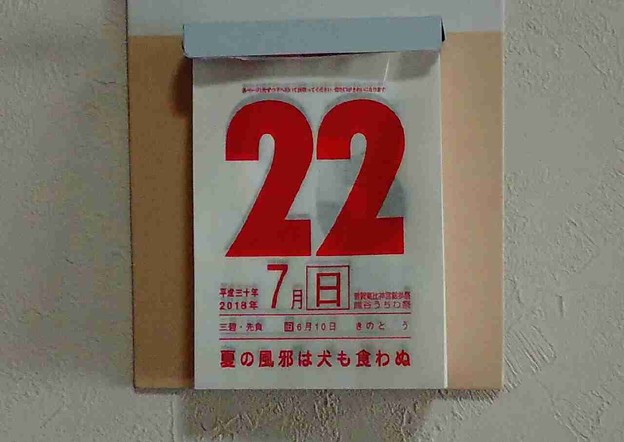 22
7月 日
平成三十年
2018年
熊谷うちわ祭
三碧・先負 旧6月10日 きのと う
夏の風邪は犬も食わぬ